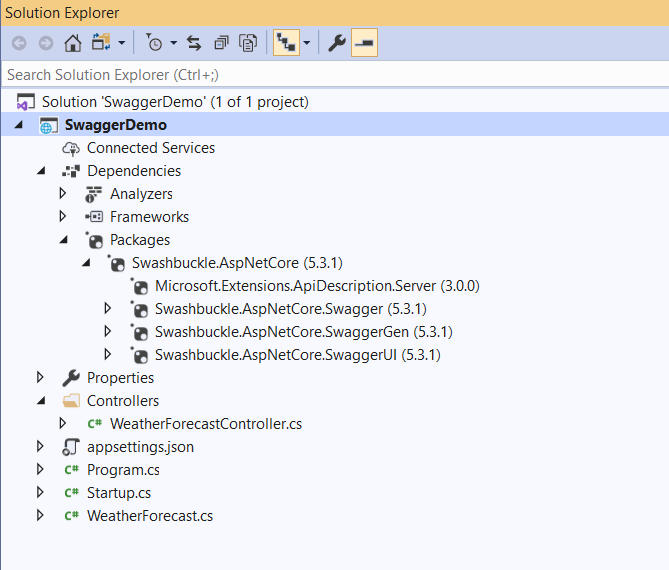 Solution Explorer
Search Solution Explorer (Ctrl+;)
Solution 'SwaggerDemo' (1 of 1 project)
SwaggerDemo
Connected Services
Dependencies
Analyzers
Frameworks
Packages
Swashbuckle.AspNetCore (5.3.1)
Microsoft.Extensions.ApiDescription.Server (3.0.0)
Swashbuckle.AspNetCore.Swagger (5.3.1)
Swashbuckle.AspNetCore.SwaggerGen (5.3.1)
Swashbuckle.AspNetCore.SwaggerUI (5.3.1)
Properties
Controllers
C# WeatherForecastController.cs
appsettings.json
C# Program.cs
C# Startup.cs
C# WeatherForecast.cs